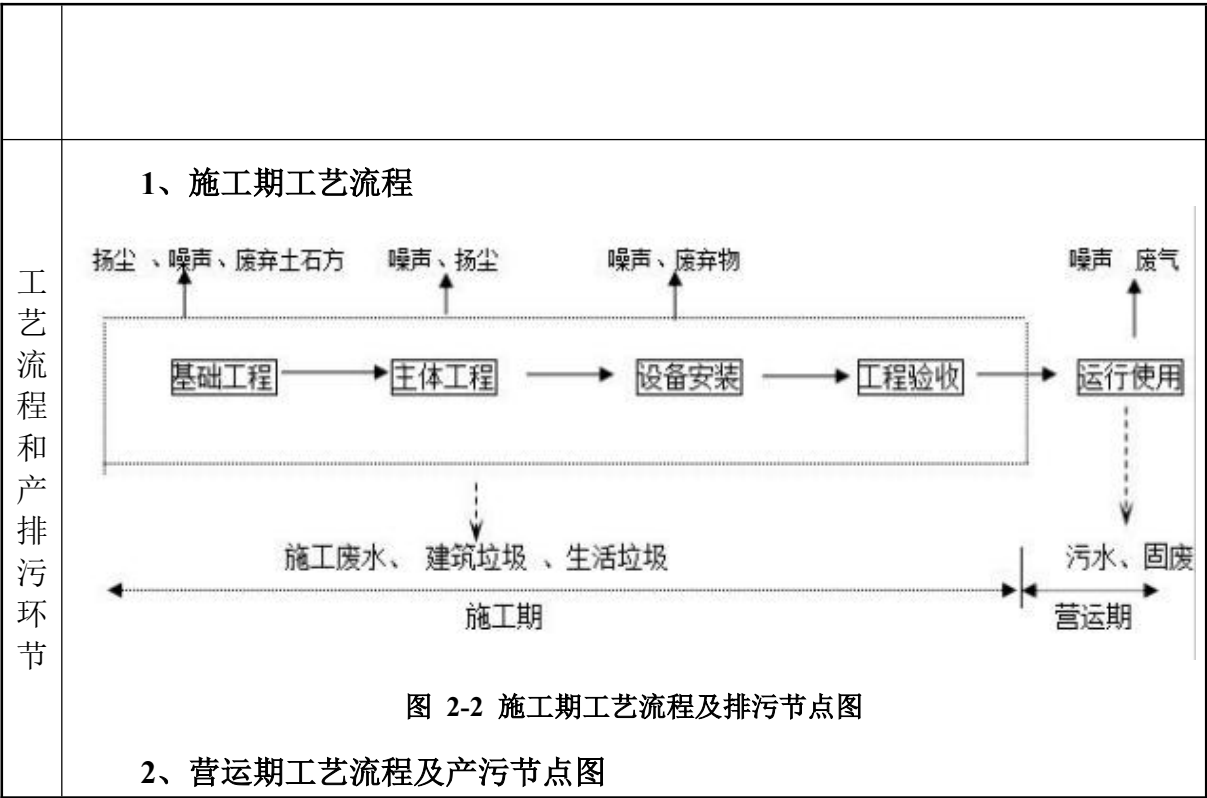 工艺流程和产排污环节
1、施工期工艺流程
扬尘 、噪声、废弃土石方
噪声、扬尘
噪声、废弃物
噪声 废气
基础工程
主体工程
设备安装
工程验收
运行使用
施工废水、 建筑垃圾 、生活垃圾
污水、固废
施工期
营运期
图 2-2 施工期工艺流程及排污节点图
2、营运期工艺流程及产污节点图